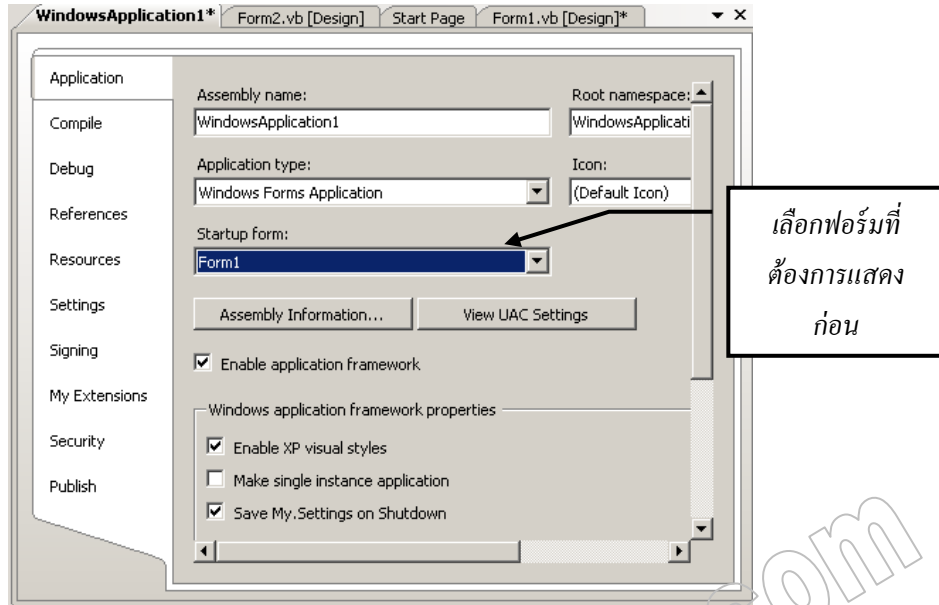 WindowsApplication1* Form2.vb [Design] Start Page Form1.vb [Design]*
Application
Compile
Debug
References
Resources
Settings
Signing
My Extensions
Security
Publish
Assembly name:
Root namespace:
WindowsApplication1
WindowsApplicati
Application type:
Icon:
Windows Forms Application
(Default Icon)
Startup form:
Form1
Assembly Information...
View UAC Settings
Enable application framework
Windows application framework properties
Enable XP visual styles
Make single instance application
Save My.Settings on Shutdown
เลือกฟอร์มที่
ต้องการแสดง
ก่อน
com